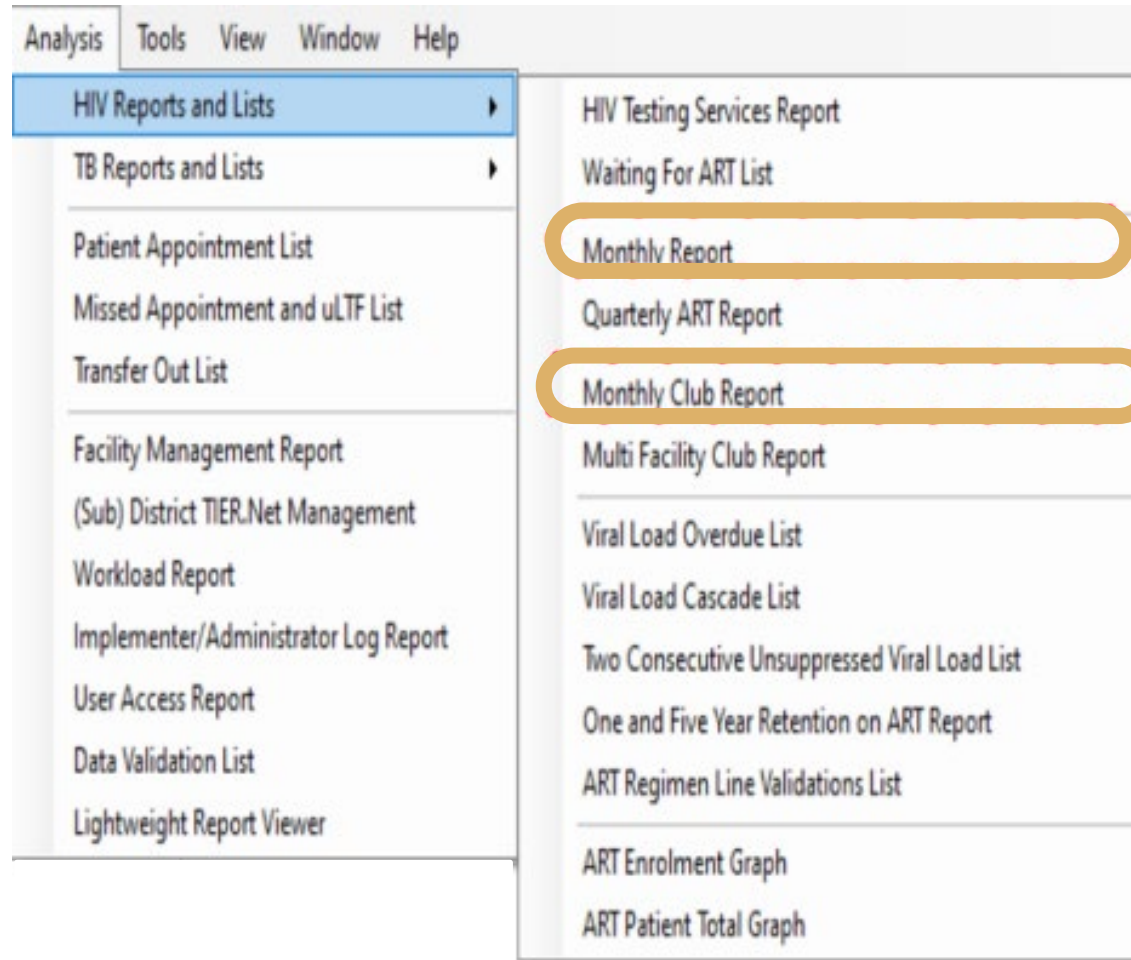 Analysis Tools View Window Help
HIV Reports and Lists
TB Reports and Lists
Patient Appointment List
Missed Appointment and uLTF List
Transfer Out List
Facility Management Report
(Sub) District TIER.Net Management
Workload Report
Implementer/Administrator Log Report
User Access Report
Data Validation List
Lightweight Report Viewer
HIV Testing Services Report
Waiting For ART List
Monthly Report
Quarterly ART Report
Monthly Club Report
Multi Facility Club Report
Viral Load Overdue List
Viral Load Cascade List
Two Consecutive Unsuppressed Viral Load List
One and Five Year Retention on ART Report
ART Regimen Line Validations List
ART Enrolment Graph
ART Patient Total Graph